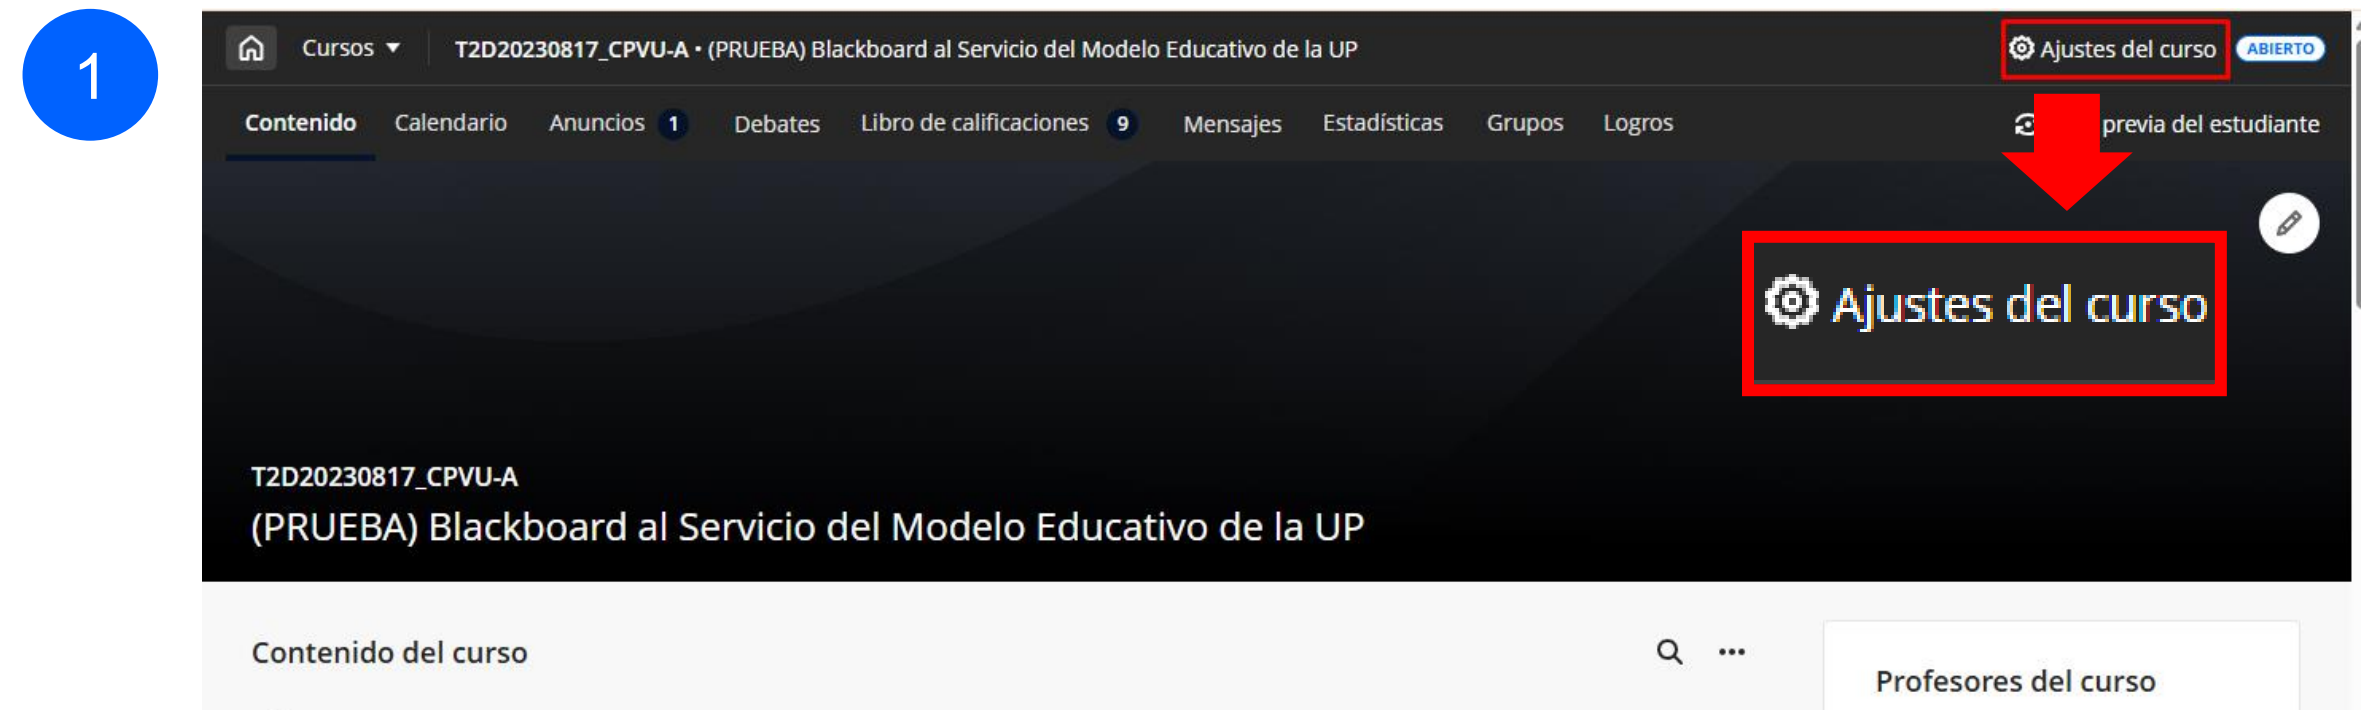 1
Cursos T2D20230817_CPVU-A • (PRUEBA) Blackboard al Servicio del Modelo Educativo de la UP Ajustes del curso ABIERTO
Contenido Calendario Anuncios 1 Debates Libro de calificaciones 9 Mensajes Estadísticas Grupos Logros previa del estudiante
Ajustes del curso
T2D20230817_CPVU-A
(PRUEBA) Blackboard al Servicio del Modelo Educativo de la UP
Contenido del curso
Profesores del curso